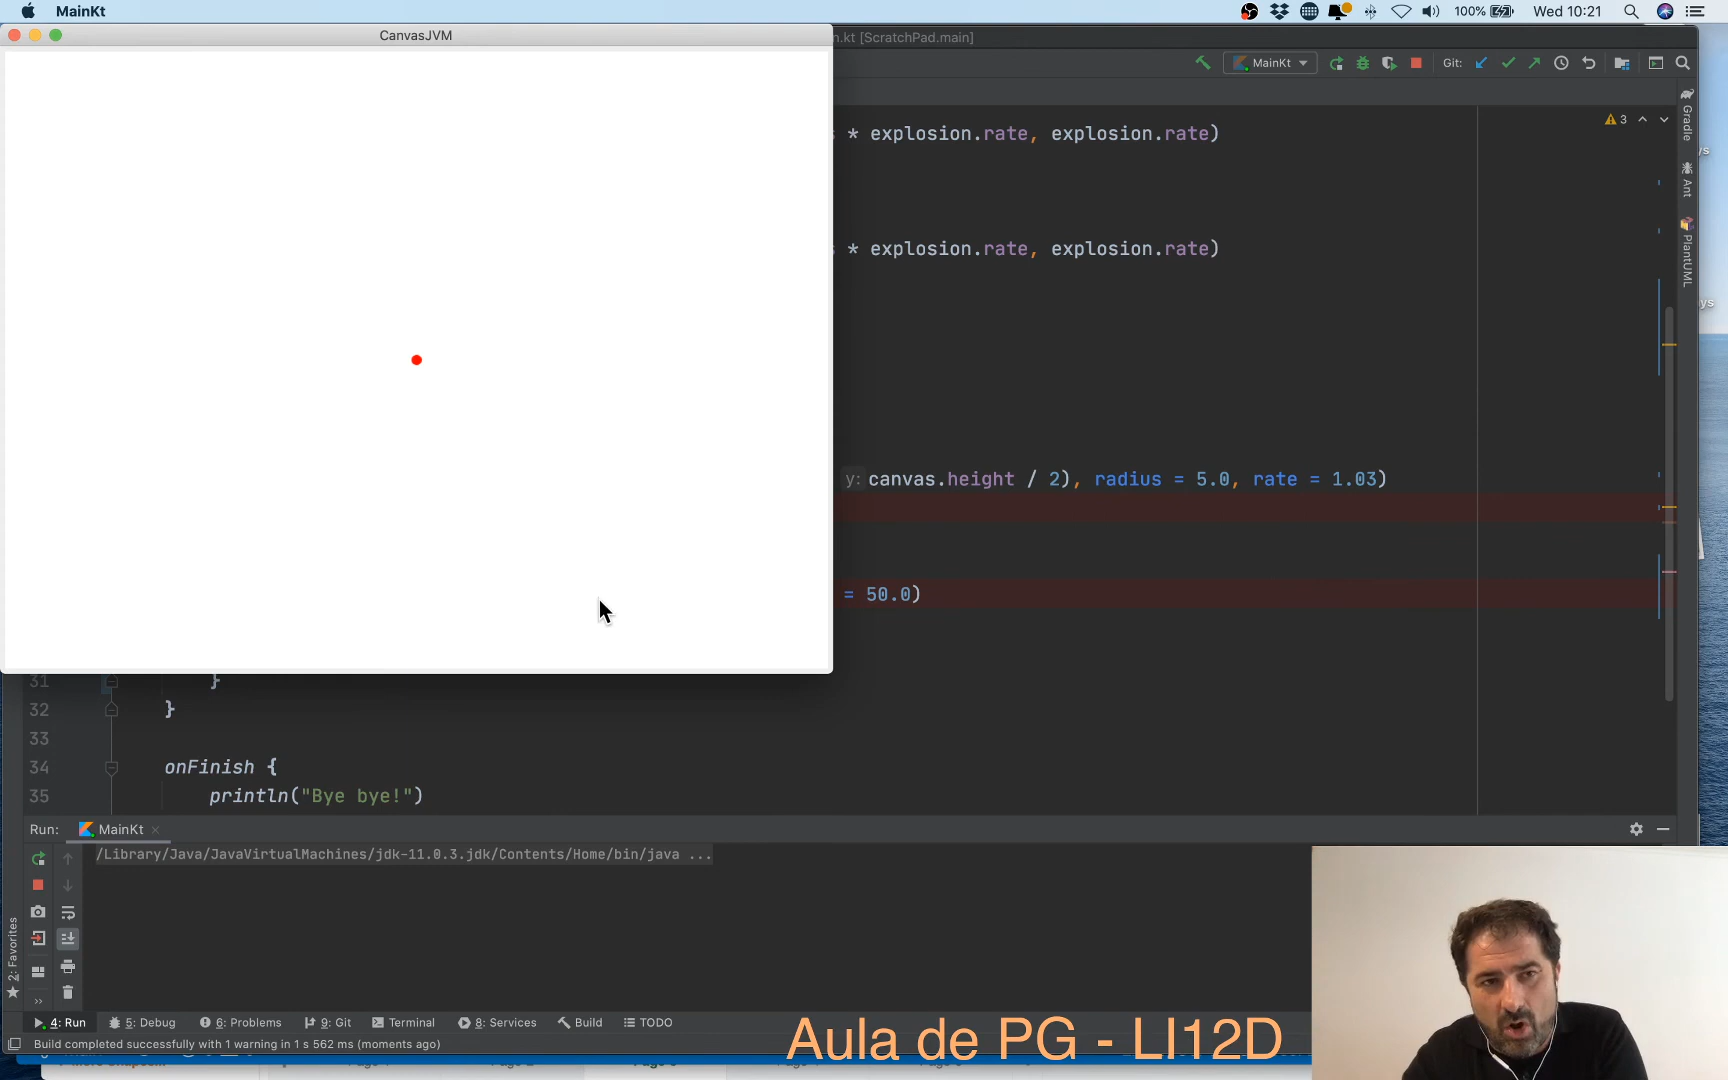 MainKt
100%
Wed 10:21
CanvasJVM
n.kt [ScratchPad.main]
MainKt
Git:
3
* explosion.rate, explosion.rate)
* explosion.rate, explosion.rate)
y: canvas.height / 2), radius = 5.0, rate = 1.03)
= 50.0)
31 }
32 }
33
34 onFinish {
35 println("Bye bye!")
Gradle
Ant
PlantUML
ys
ys
Run: MainKt
/Library/Java/JavaVirtualMachines/jdk-11.0.3.jdk/Contents/Home/bin/java ...
2: Favorites
4: Run 5: Debug 6: Problems 9: Git Terminal 8: Services Build TODO
Build completed successfully with 1 warning in 1 s 562 ms (moments ago)
Aula de PG - LI12D